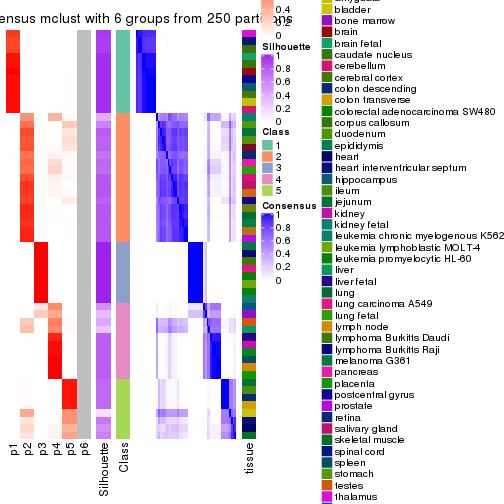 ensus mclust with 6 groups from 250 partitions
0.4
0.2
0
Silhouette
1
0.8
0.6
0.4
0.2
0
Class
1
2
3
4
5
Consensus
1
0.8
0.6
0.4
0.2
0
bladder
bone marrow
brain
brain fetal
caudate nucleus
cerebellum
cerebral cortex
colon descending
colon transverse
colorectal adenocarcinoma SW480
corpus callosum
duodenum
epididymis
heart
heart interventricular septum
hippocampus
ileum
jejunum
kidney
kidney fetal
leukemia chronic myelogenous K562
leukemia lymphoblastic MOLT-4
leukemia promyelocytic HL-60
liver
liver fetal
lung
lung carcinoma A549
lung fetal
lymph node
lymphoma Burkitts Daudi
lymphoma Burkitts Raji
melanoma G361
pancreas
placenta
postcentral gyrus
prostate
retina
salivary gland
skeletal muscle
spinal cord
spleen
stomach
testes
thalamus
p1
p2
p3
p4
p5
p6
Silhouette
Class
tissue